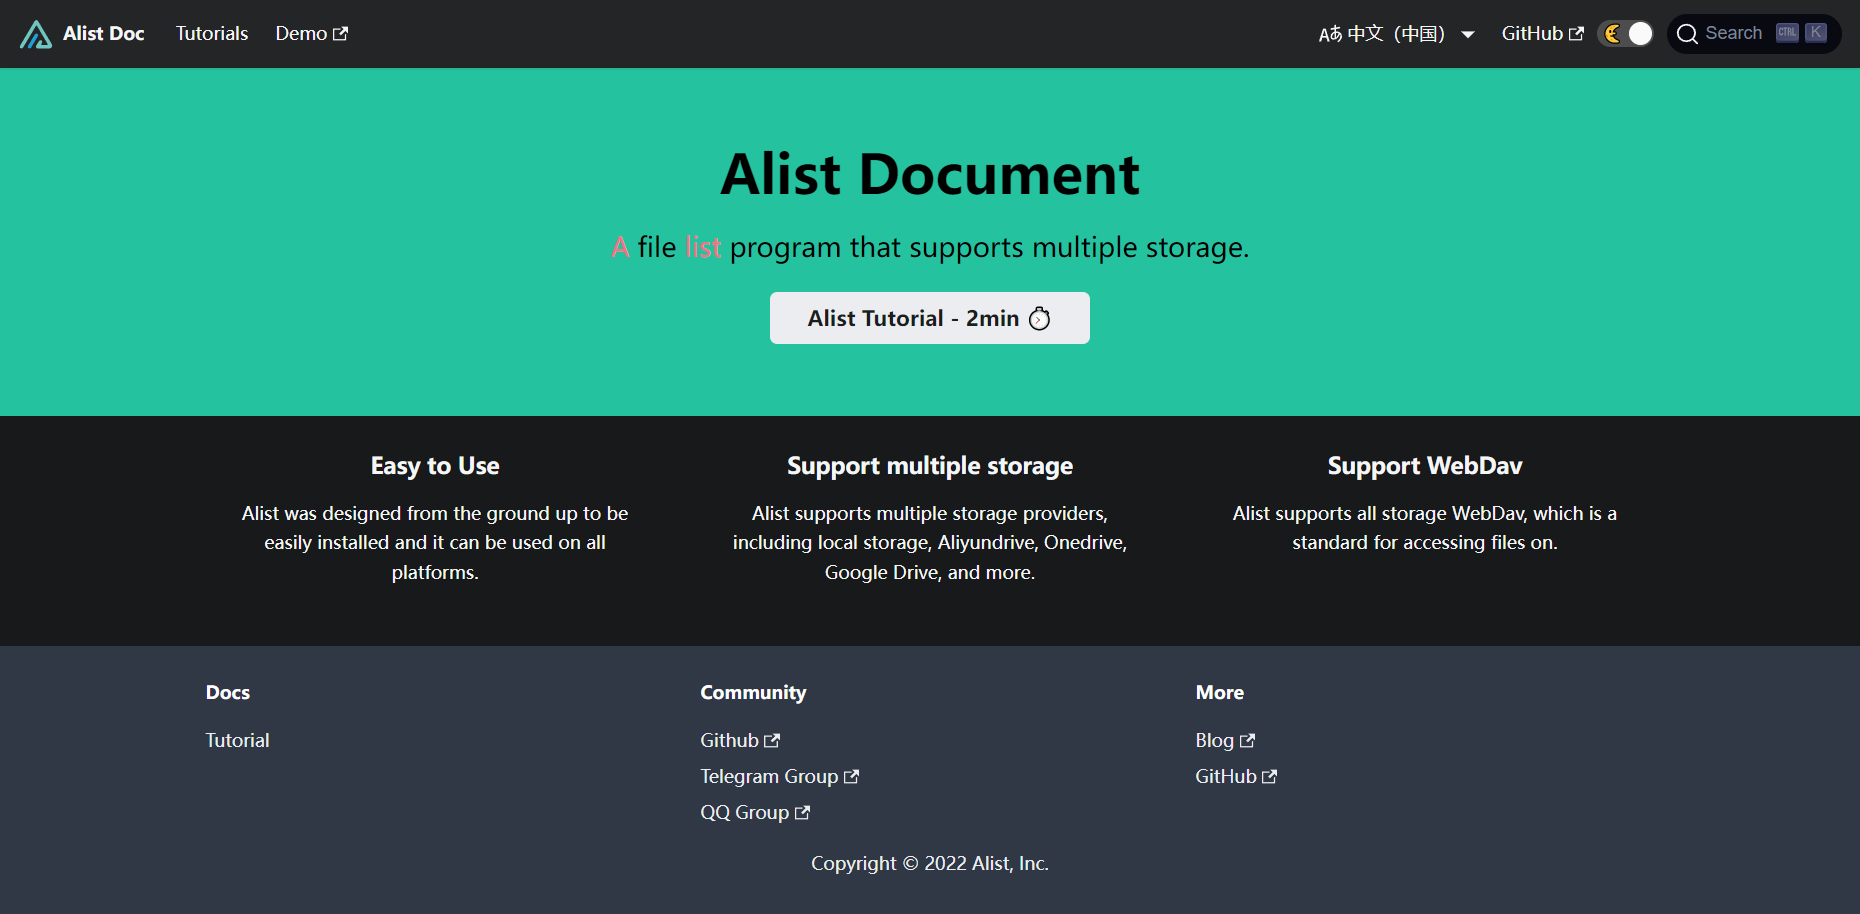 Alist Doc Tutorials Demo Aあ 中文（中国） GitHub Search CTRL K
Alist Document
A file list program that supports multiple storage.
Alist Tutorial - 2min ⏱️
Easy to Use
Alist was designed from the ground up to be
easily installed and it can be used on all
platforms.
Support multiple storage
Alist supports multiple storage providers,
including local storage, Aliyundrive, Onedrive,
Google Drive, and more.
Support WebDav
Alist supports all storage WebDav, which is a
standard for accessing files on.
Docs
Tutorial
Community
Github
Telegram Group
QQ Group
More
Blog
GitHub
Copyright © 2022 Alist, Inc.